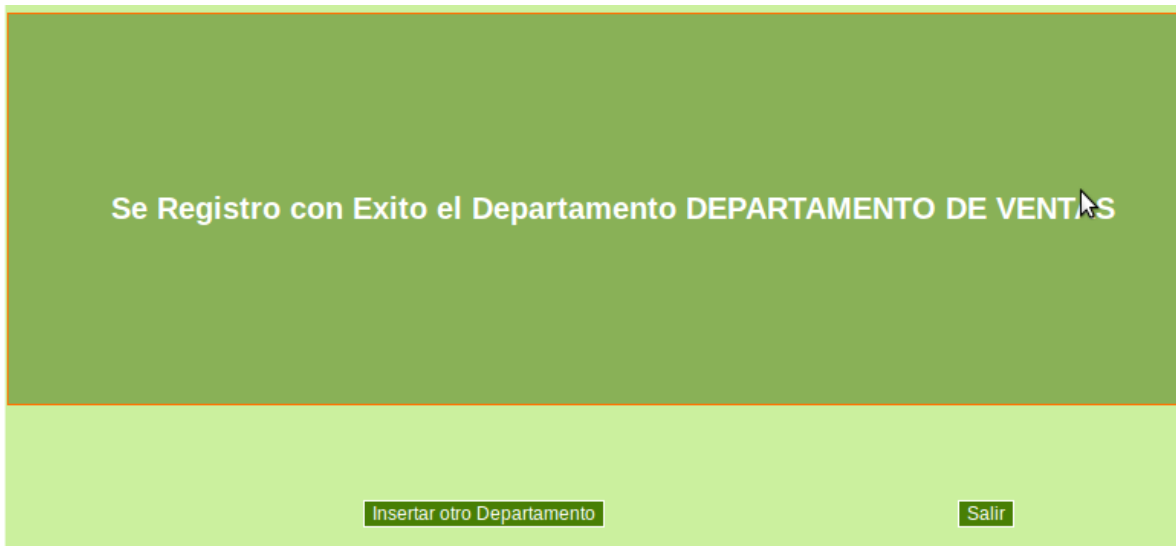 Se Registro con Exito el Departamento DEPARTAMENTO DE VENTAS
Insertar otro Departamento
Salir